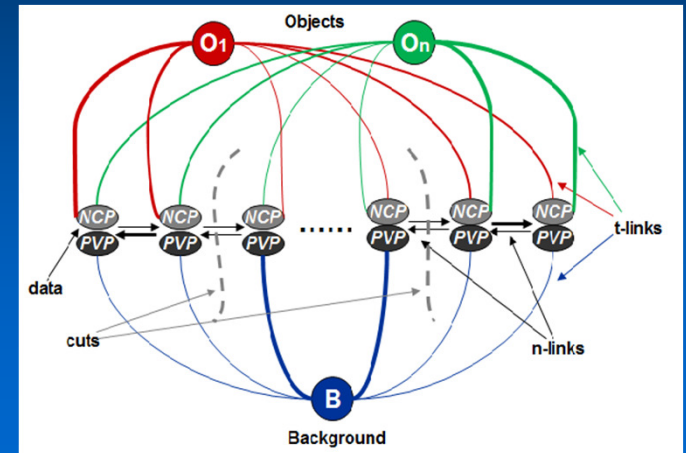 Objects
O1 On
NCP NCP NCP NCP NCP NCP
PVP PVP PVP ...... PVP PVP PVP
t-links
data
cuts
n-links
B
Background